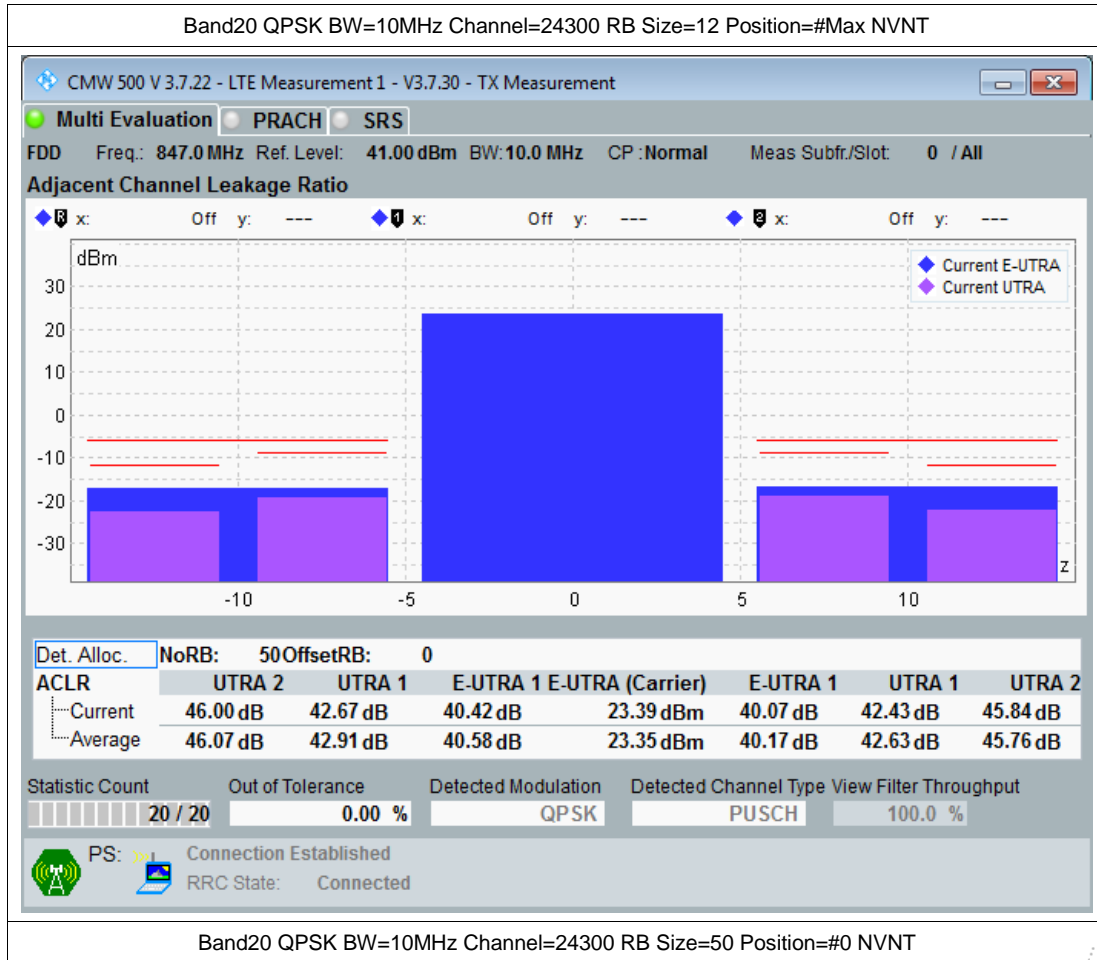 Band20 QPSK BW=10MHz Channel=24300 RB Size=12 Position=#Max NVNT
CMW 500 V 3.7.22 - LTE Measurement 1 - V3.7.30 - TX Measurement
Multi Evaluation PRACH SRS
FDD Freq.: 847.0 MHz Ref. Level: 41.00 dBm BW: 10.0 MHz CP : Normal Meas Subfr./Slot: 0 / All
Adjacent Channel Leakage Ratio
R x: Off y: --- 1 x: Off y: --- 2 x: Off y: ---
dBm
Current E-UTRA
Current UTRA
30
20
10
0
-10
-20
-30
z
-10 -5 0 5 10
Det. Alloc. NoRB: 50 OffsetRB: 0
ACLR UTRA 2 UTRA 1 E-UTRA 1 E-UTRA (Carrier) E-UTRA 1 UTRA 1 UTRA 2
Current 46.00 dB 42.67 dB 40.42 dB 23.39 dBm 40.07 dB 42.43 dB 45.84 dB
Average 46.07 dB 42.91 dB 40.58 dB 23.35 dBm 40.17 dB 42.63 dB 45.76 dB
Statistic Count Out of Tolerance Detected Modulation Detected Channel Type View Filter Throughput
20 / 20 0.00 % QPSK PUSCH 100.0 %
PS: Connection Established
RRC State: Connected
Band20 QPSK BW=10MHz Channel=24300 RB Size=50 Position=#0 NVNT